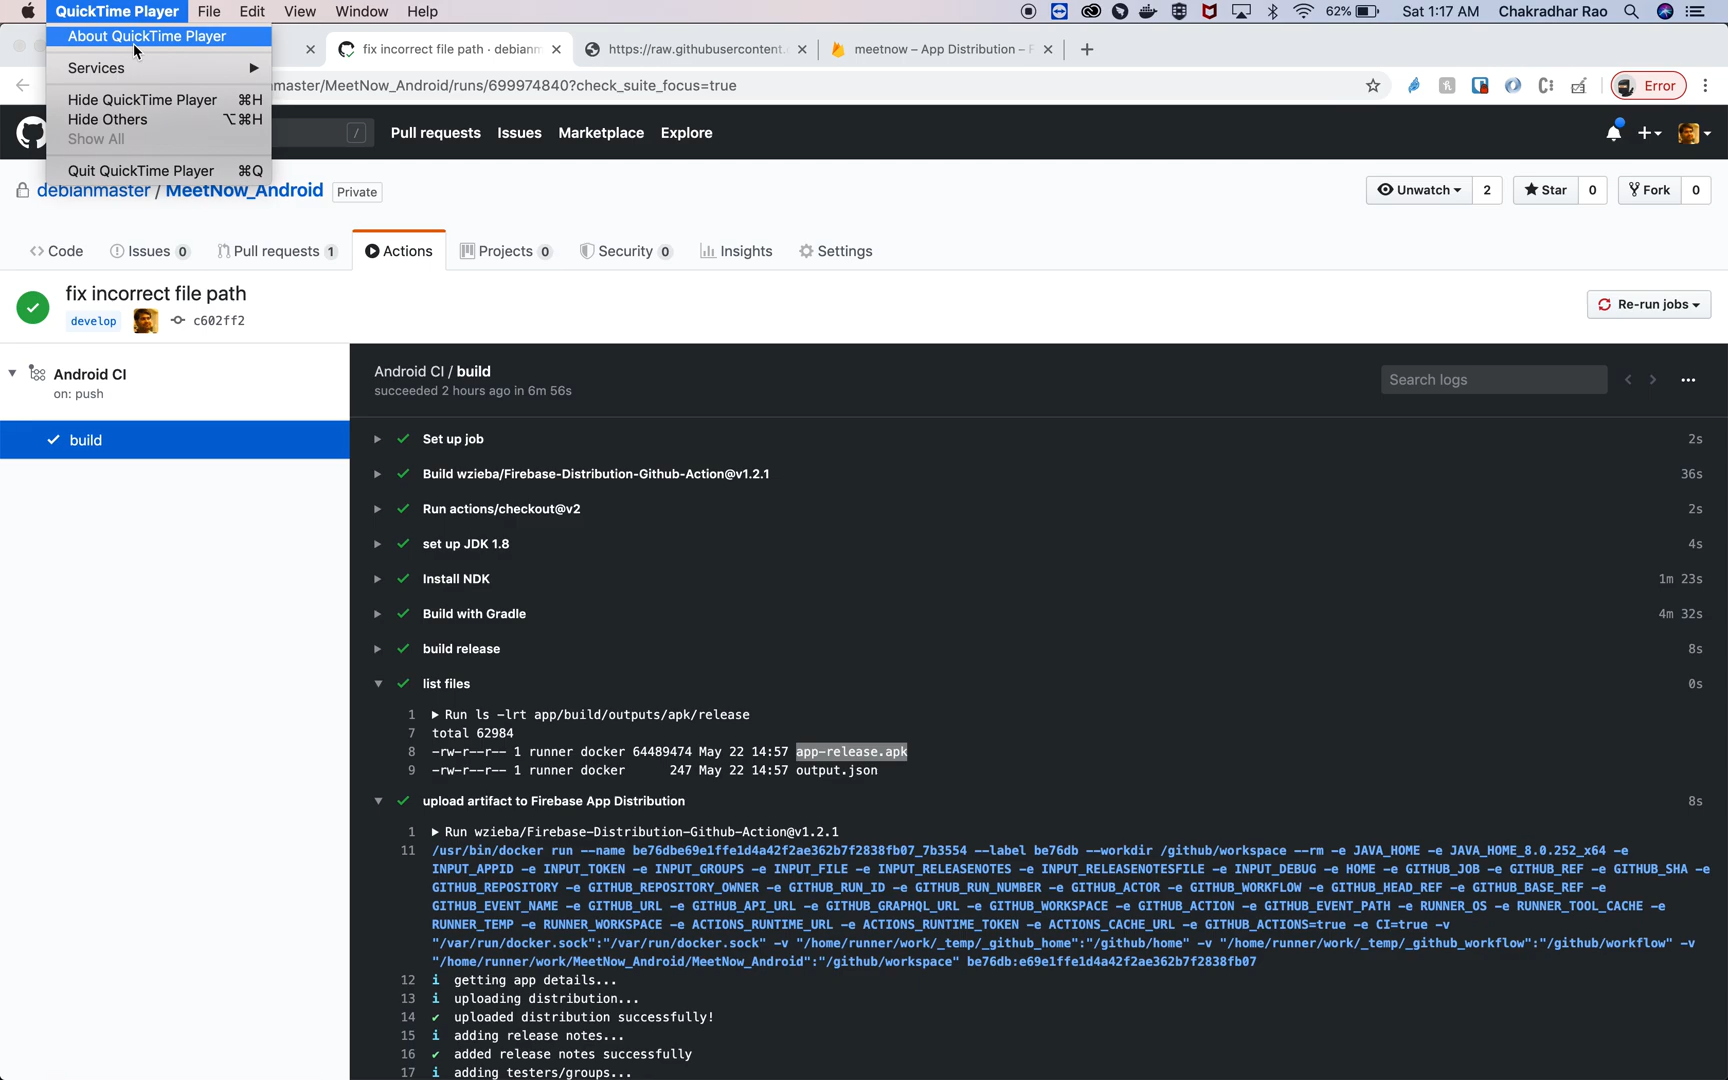 QuickTime Player File Edit View Window Help 62% Sat 1:17 AM Chakradhar Rao
About QuickTime Player
Services
Hide QuickTime Player ⌘H
Hide Others ⌥⌘H
Show All
Quit QuickTime Player ⌘Q
fix incorrect file path · debianm
https://raw.githubusercontent.
meetnow – App Distribution – F
master/MeetNow_Android/runs/699974840?check_suite_focus=true
Error
/ Pull requests Issues Marketplace Explore
debianmaster / MeetNow_Android Private
Unwatch 2 Star 0 Fork 0
Code Issues 0 Pull requests 1 Actions Projects 0 Security 0 Insights Settings
fix incorrect file path
develop c602ff2
Re-run jobs
Android CI
on: push
build
Android CI / build
succeeded 2 hours ago in 6m 56s
Search logs
Set up job 2s
Build wzieba/Firebase-Distribution-Github-Action@v1.2.1 36s
Run actions/checkout@v2 2s
set up JDK 1.8 4s
Install NDK 1m 23s
Build with Gradle 4m 32s
build release 8s
list files 0s
1 Run ls -lrt app/build/outputs/apk/release
7 total 62984
8 -rw-r--r-- 1 runner docker 64489474 May 22 14:57 app-release.apk
9 -rw-r--r-- 1 runner docker 247 May 22 14:57 output.json
upload artifact to Firebase App Distribution 8s
1 Run wzieba/Firebase-Distribution-Github-Action@v1.2.1
11 /usr/bin/docker run --name be76dbe69e1ffe1d4a42f2ae362b7f2838fb07_7b3554 --label be76db --workdir /github/workspace --rm -e JAVA_HOME -e JAVA_HOME_8.0.252_x64 -e
INPUT_APPID -e INPUT_TOKEN -e INPUT_GROUPS -e INPUT_FILE -e INPUT_RELEASENOTES -e INPUT_RELEASENOTESFILE -e INPUT_DEBUG -e HOME -e GITHUB_JOB -e GITHUB_REF -e GITHUB_SHA -e
GITHUB_REPOSITORY -e GITHUB_REPOSITORY_OWNER -e GITHUB_RUN_ID -e GITHUB_RUN_NUMBER -e GITHUB_ACTOR -e GITHUB_WORKFLOW -e GITHUB_HEAD_REF -e GITHUB_BASE_REF -e
GITHUB_EVENT_NAME -e GITHUB_URL -e GITHUB_API_URL -e GITHUB_GRAPHQL_URL -e GITHUB_WORKSPACE -e GITHUB_ACTION -e GITHUB_EVENT_PATH -e RUNNER_OS -e RUNNER_TOOL_CACHE -e
RUNNER_TEMP -e RUNNER_WORKSPACE -e ACTIONS_RUNTIME_URL -e ACTIONS_RUNTIME_TOKEN -e ACTIONS_CACHE_URL -e GITHUB_ACTIONS=true -e CI=true -v
"/var/run/docker.sock":"/var/run/docker.sock" -v "/home/runner/work/_temp/_github_home":"/github/home" -v "/home/runner/work/_temp/_github_workflow":"/github/workflow" -v
"/home/runner/work/MeetNow_Android/MeetNow_Android":"/github/workspace" be76db:e69e1ffe1d4a42f2ae362b7f2838fb07
12 i getting app details...
13 i uploading distribution...
14 ✔ uploaded distribution successfully!
15 i adding release notes...
16 ✔ added release notes successfully
17 i adding testers/groups...